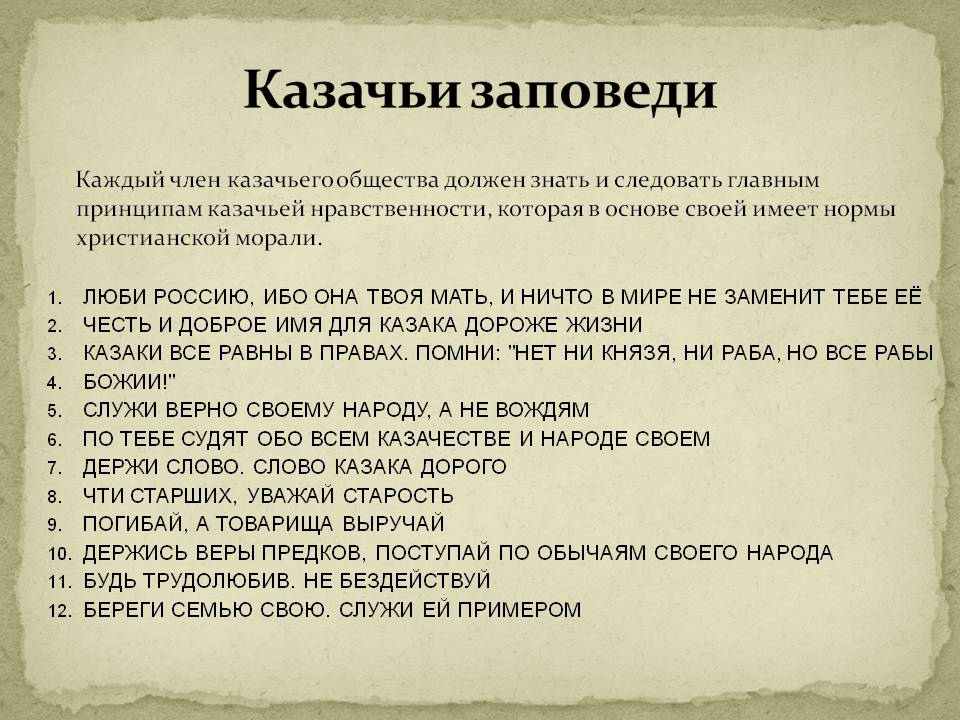 Казачьи заповеди
Каждый член казачьего общества должен знать и следовать главным
принципам казачьей нравственности, которая в основе своей имеет нормы
христианской морали.
1. ЛЮБИ РОССИЮ, ИБО ОНА ТВОЯ МАТЬ, И НИЧТО В МИРЕ НЕ ЗАМЕНИТ ТЕБЕ ЕЁ
2. ЧЕСТЬ И ДОБРОЕ ИМЯ ДЛЯ КАЗАКА ДОРОЖЕ ЖИЗНИ
3. КАЗАКИ ВСЕ РАВНЫ В ПРАВАХ. ПОМНИ: "НЕТ НИ КНЯЗЯ, НИ РАБА, НО ВСЕ РАБЫ
4. БОЖИИ!"
5. СЛУЖИ ВЕРНО СВОЕМУ НАРОДУ, А НЕ ВОЖДЯМ
6. ПО ТЕБЕ СУДЯТ ОБО ВСЕМ КАЗАЧЕСТВЕ И НАРОДЕ СВОЕМ
7. ДЕРЖИ СЛОВО. СЛОВО КАЗАКА ДОРОГО
8. ЧТИ СТАРШИХ, УВАЖАЙ СТАРОСТЬ
9. ПОГИБАЙ, А ТОВАРИЩА ВЫРУЧАЙ
10. ДЕРЖИСЬ ВЕРЫ ПРЕДКОВ, ПОСТУПАЙ ПО ОБЫЧАЯМ СВОЕГО НАРОДА
11. БУДЬ ТРУДОЛЮБИВ. НЕ БЕЗДЕЙСТВУЙ
12. БЕРЕГИ СЕМЬЮ СВОЮ. СЛУЖИ ЕЙ ПРИМЕРОМ